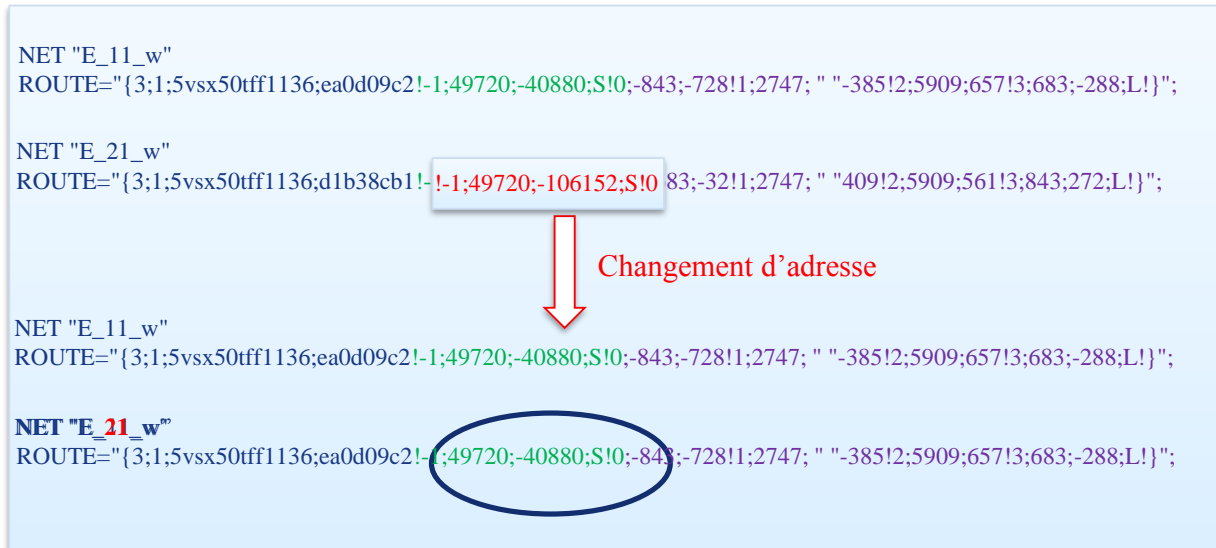 NET "E_11_w"
ROUTE="{3;1;5vsx50tff1136;ea0d09c2!-1;49720;-40880;S!0;-843;-728!1;2747; " "-385!2;5909;657!3;683;-288;L!}";
NET "E_21_w"
ROUTE="{3;1;5vsx50tff1136;d1b38cb1!-!-1;49720;-106152;S!0 83;-32!1;2747; " "409!2;5909;561!3;843;272;L!}";
Changement d’adresse
NET "E_11_w"
ROUTE="{3;1;5vsx50tff1136;ea0d09c2!-1;49720;-40880;S!0;-843;-728!1;2747; " "-385!2;5909;657!3;683;-288;L!}";
NET "E_21_w"
ROUTE="{3;1;5vsx50tff1136;ea0d09c2!-1;49720;-40880;S!0;-843;-728!1;2747; " "-385!2;5909;657!3;683;-288;L!}";